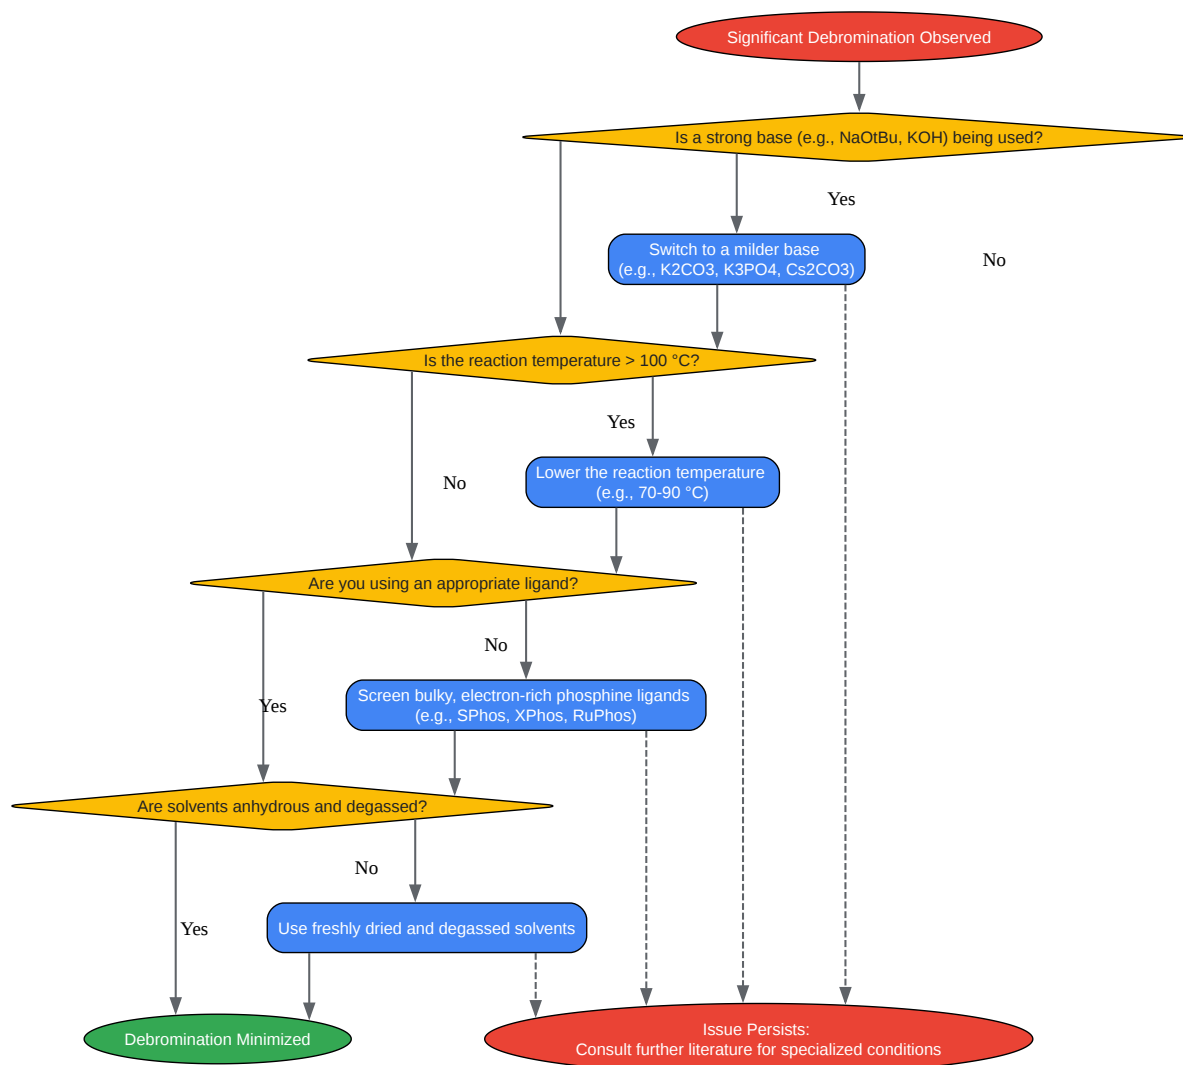 Significant Debromination Observed
Is a strong base (e.g., NaOtBu, KOH) being used?
Yes
Switch to a milder base
(e.g., K2CO3, K3PO4, Cs2CO3)
No
Is the reaction temperature > 100 °C?
Yes
Lower the reaction temperature
(e.g., 70-90 °C)
No
Are you using an appropriate ligand?
No
Screen bulky, electron-rich phosphine ligands
(e.g., SPhos, XPhos, RuPhos)
Yes
Are solvents anhydrous and degassed?
No
Use freshly dried and degassed solvents
Yes
Debromination Minimized
Issue Persists:
Consult further literature for specialized conditions